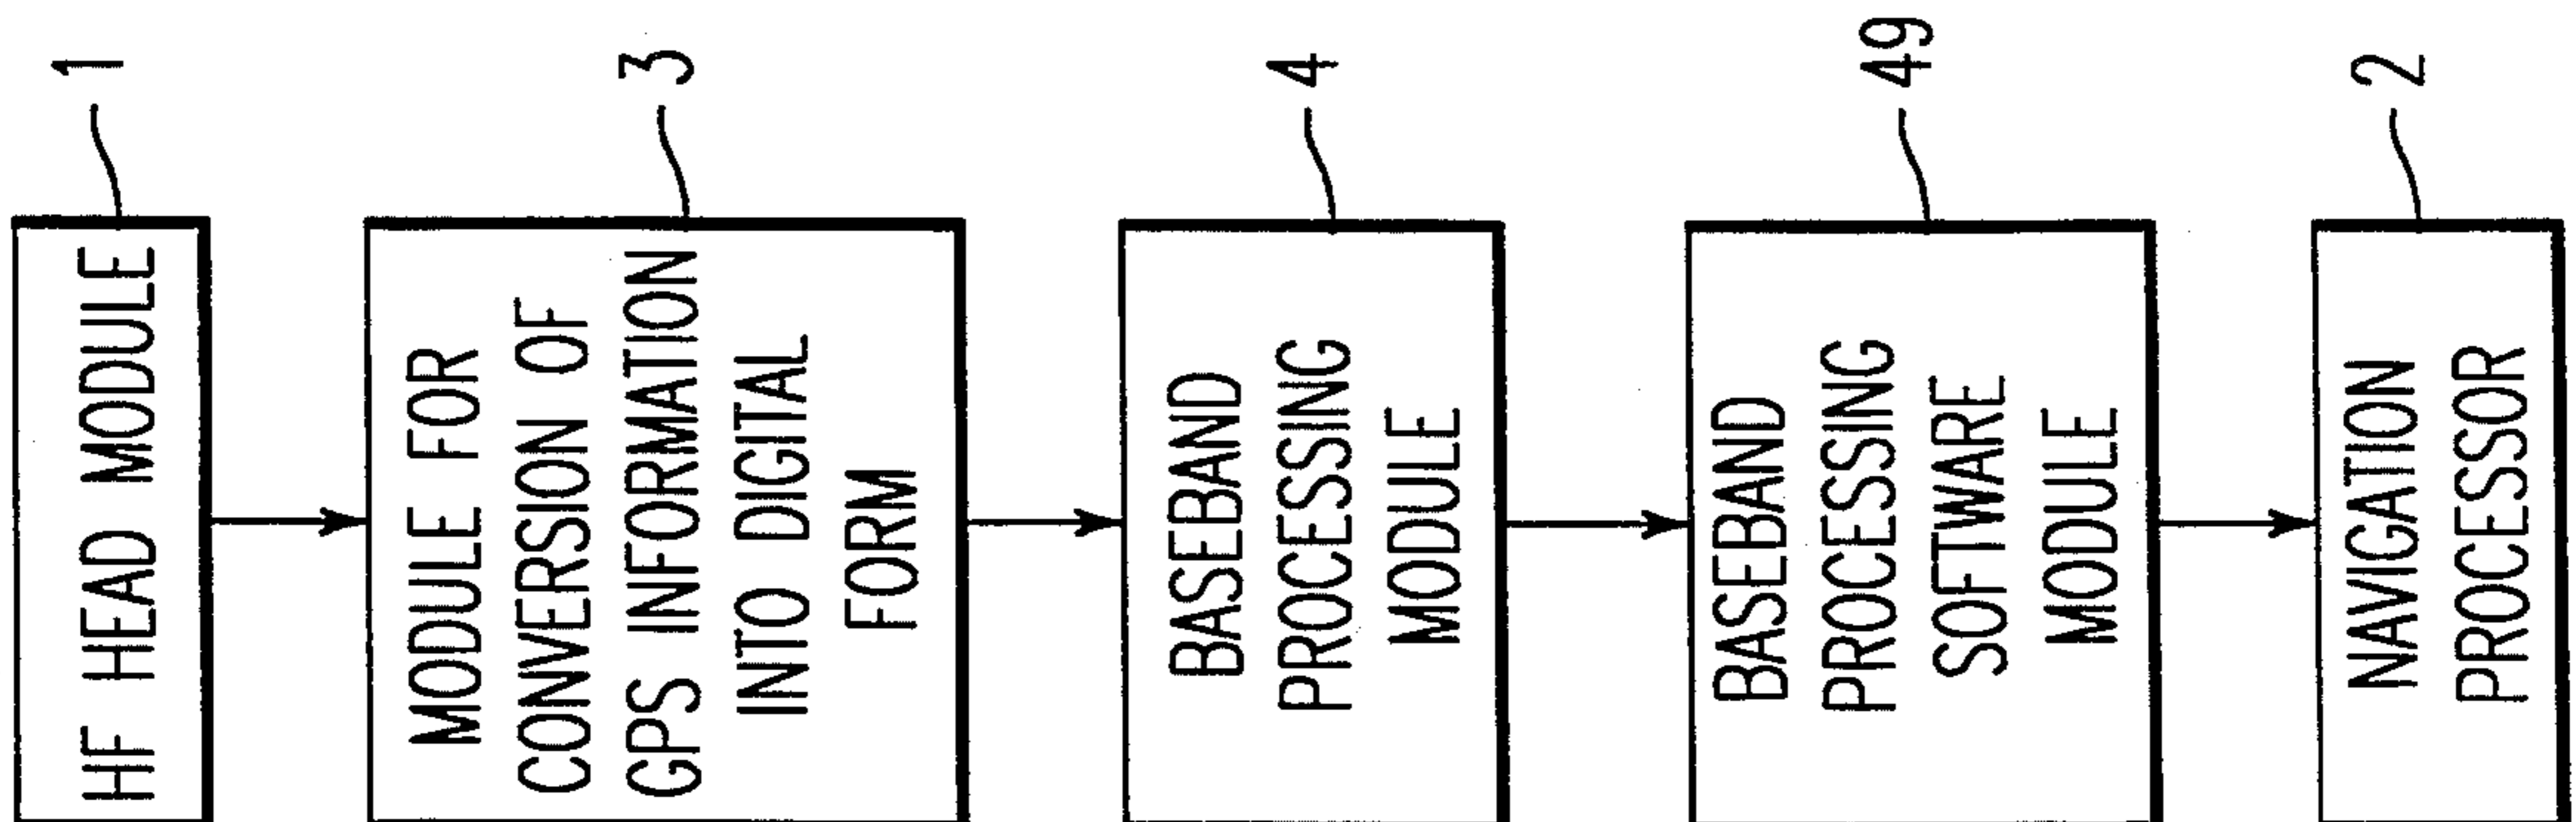 HF HEAD MODULE
1
MODULE FOR
CONVERSION OF
GPS INFORMATION
INTO DIGITAL
FORM
3
BASEBAND
PROCESSING
MODULE
4
BASEBAND
PROCESSING
SOFTWARE
MODULE
49
NAVIGATION
PROCESSOR
2